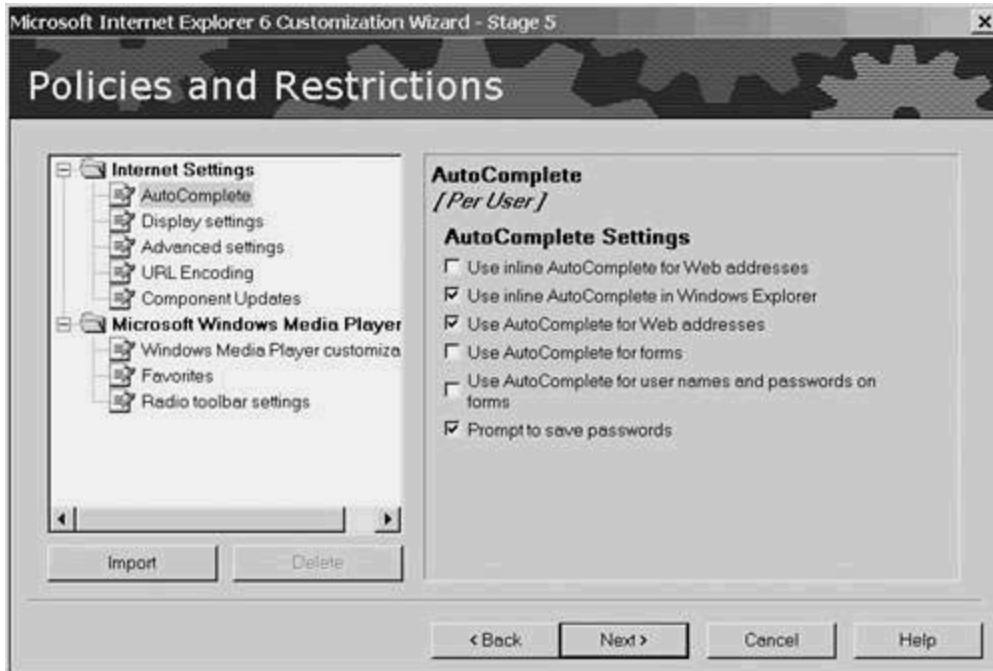 Microsoft Internet Explorer 6 Customization Wizard - Stage 5
Policies and Restrictions
Internet Settings
AutoComplete
Display settings
Advanced settings
URL Encoding
Component Updates
Microsoft Windows Media Player
Windows Media Player customiza
Favorites
Radio toolbar settings
Import
Delete
AutoComplete
[Per User]
AutoComplete Settings
Use inline AutoComplete for Web addresses
Use inline AutoComplete in Windows Explorer
Use AutoComplete for Web addresses
Use AutoComplete for forms
Use AutoComplete for user names and passwords on
forms
Prompt to save passwords
< Back
Next >
Cancel
Help